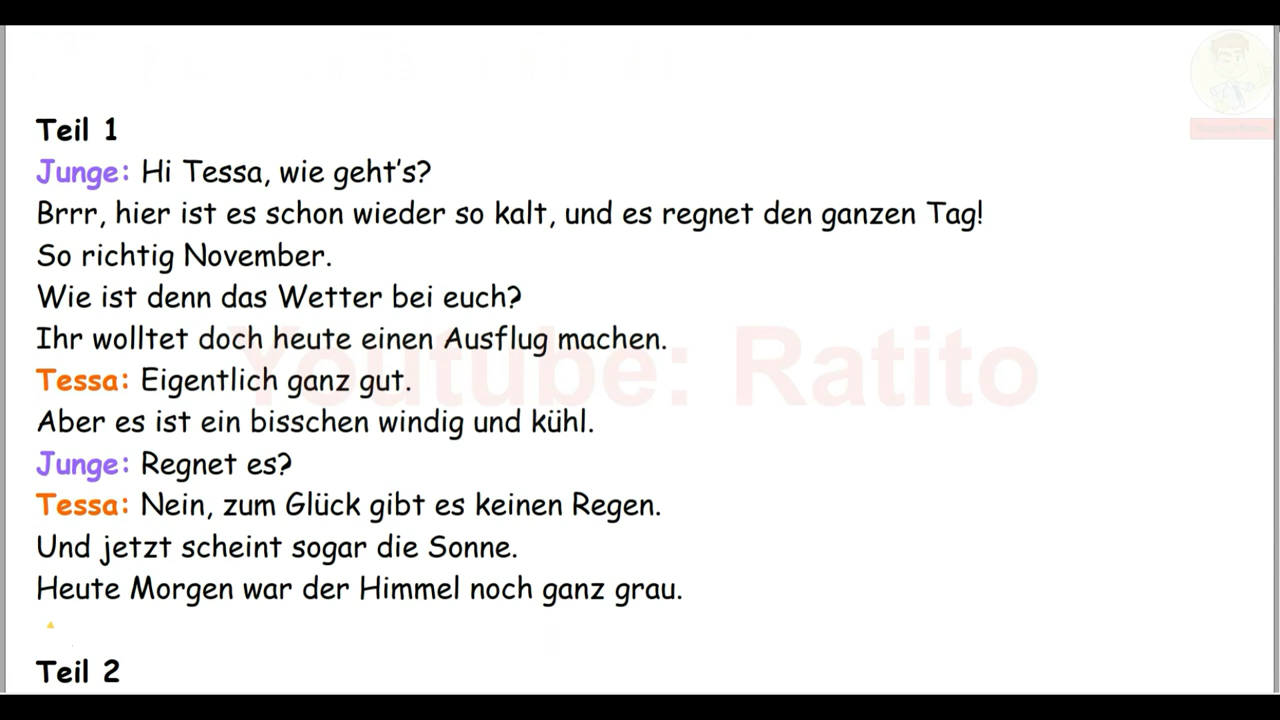 Teil 1
Junge: Hi Tessa, wie geht's?
Brrr, hier ist es schon wieder so kalt, und es regnet den ganzen Tag!
So richtig November.
Wie ist denn das Wetter bei euch?
Ihr wolltet doch heute einen Ausflug machen.
Youtube: Ratito
Tessa: Eigentlich ganz gut.
Aber es ist ein bisschen windig und kühl.
Junge: Regnet es?
Tessa: Nein, zum Glück gibt es keinen Regen.
Und jetzt scheint sogar die Sonne.
Heute Morgen war der Himmel noch ganz grau.
Teil 2